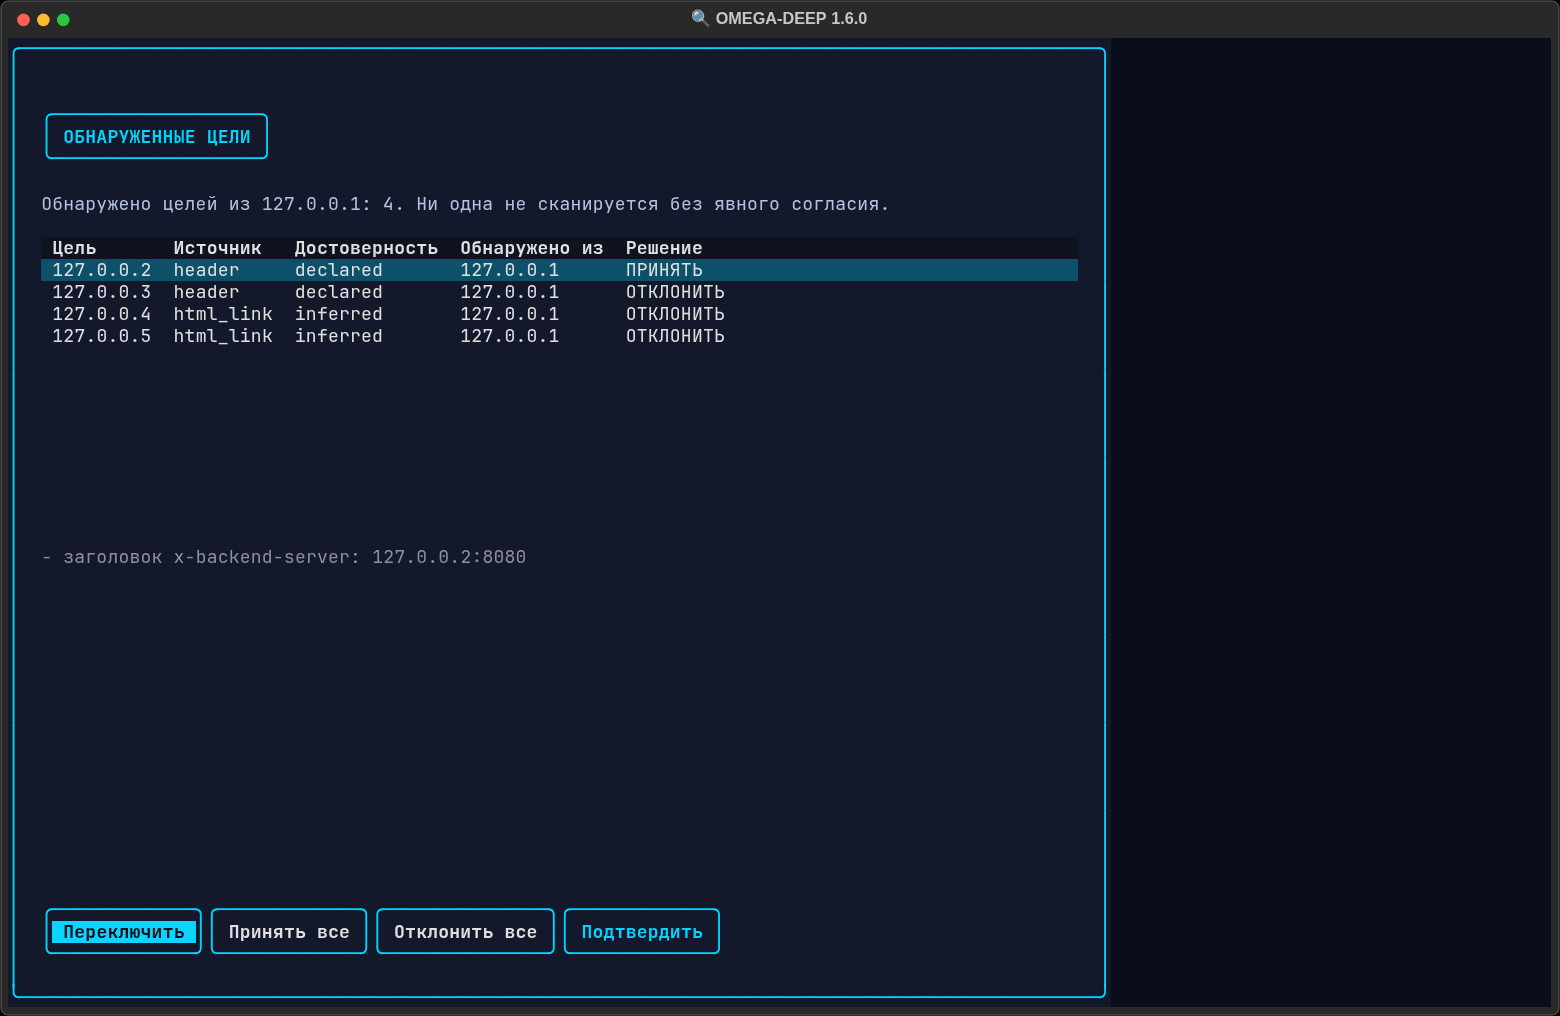 🔍 OMEGA-DEEP 1.6.0
ОБНАРУЖЕННЫЕ ЦЕЛИ
Обнаружено целей из 127.0.0.1: 4. Ни одна не сканируется без явного согласия.
Цель Источник Достоверность Обнаружено из Решение
127.0.0.2 header declared 127.0.0.1 ПРИНЯТЬ
127.0.0.3 header declared 127.0.0.1 ОТКЛОНИТЬ
127.0.0.4 html_link inferred 127.0.0.1 ОТКЛОНИТЬ
127.0.0.5 html_link inferred 127.0.0.1 ОТКЛОНИТЬ
- заголовок x-backend-server: 127.0.0.2:8080
Переключить Принять все Отклонить все Подтвердить